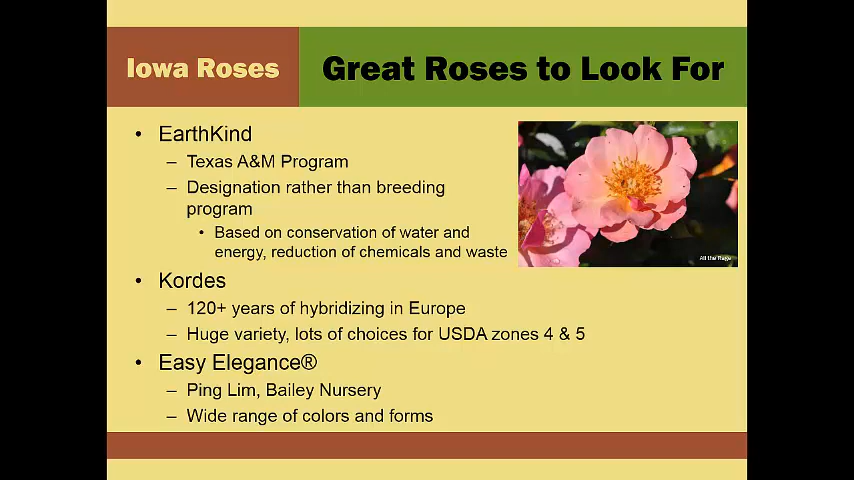 Iowa Roses
Great Roses to Look For
• EarthKind
– Texas A&M Program
– Designation rather than breeding
program
• Based on conservation of water and
energy, reduction of chemicals and waste
All the Rage
• Kordes
– 120+ years of hybridizing in Europe
– Huge variety, lots of choices for USDA zones 4 & 5
• Easy Elegance®
– Ping Lim, Bailey Nursery
– Wide range of colors and forms